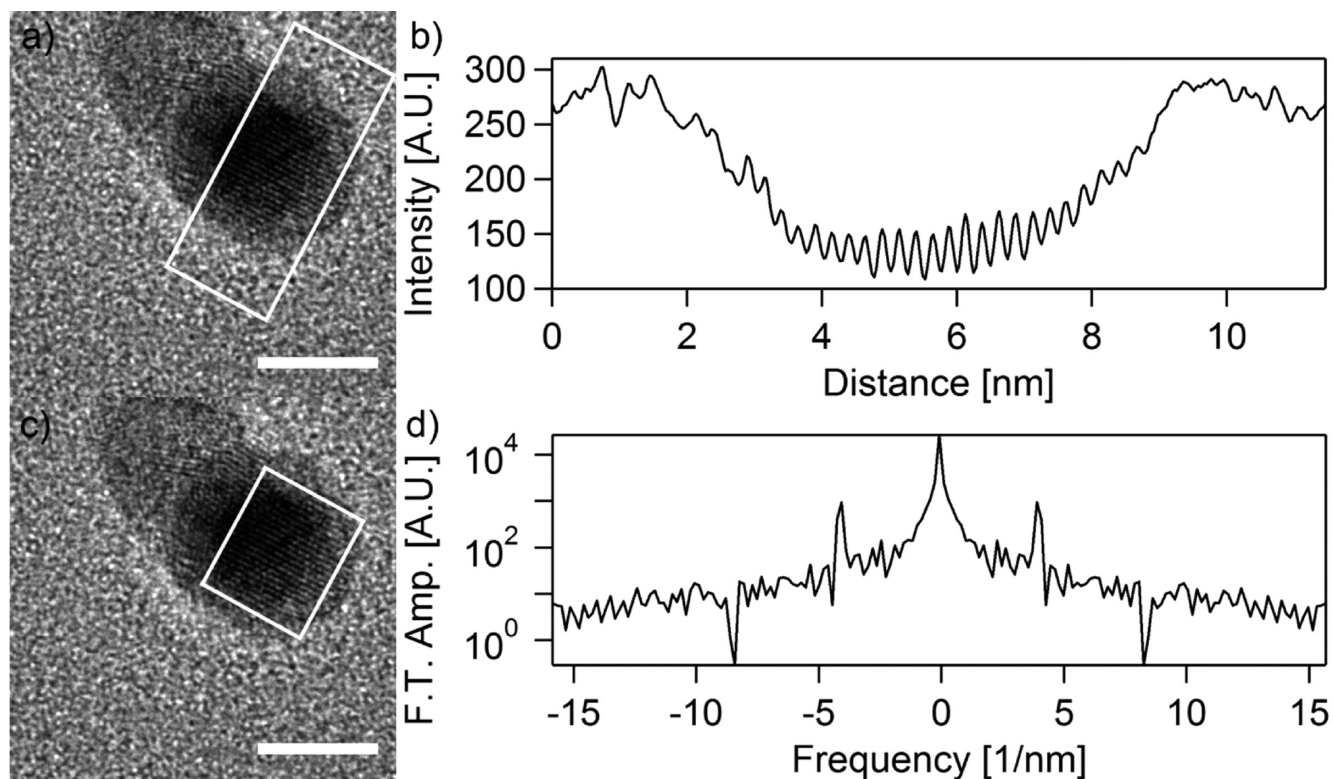 a)
b)
300
250
200
150
100
Intensity [A.U.]
0 2 4 6 8 10
Distance [nm]
c)
d)
10^4
10^2
10^0
F.T. Amp. [A.U.]
-15 -10 -5 0 5 10 15
Frequency [1/nm]